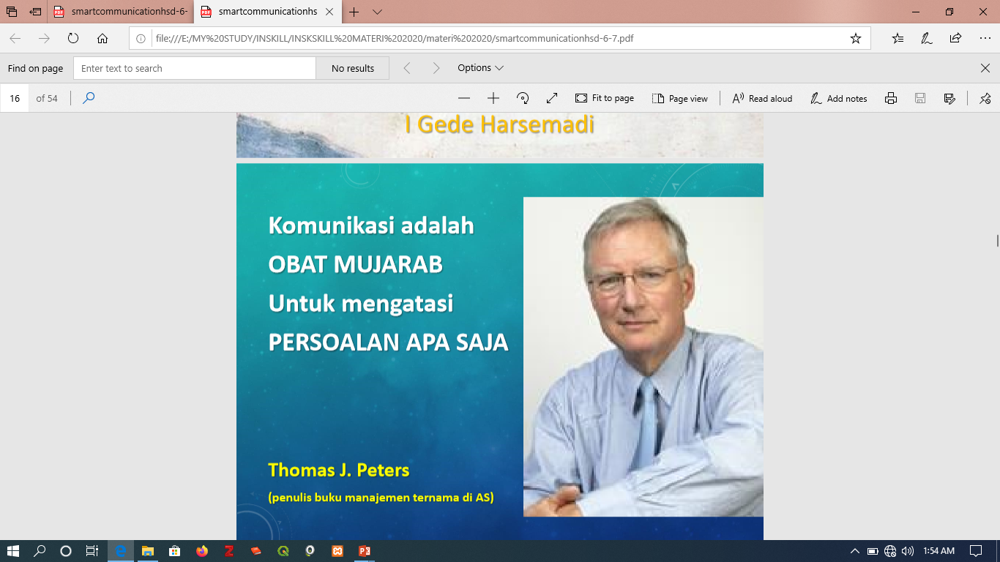 smartcommunicationhsd-6-
smartcommunicationhs
file:///E:/MY%20STUDY/INSKILL/INSKSKILL%20MATERI%202020/materi%202020/smartcommunicationhsd-6-7.pdf
Find on page
Enter text to search
No results
Options
16 of 54
Fit to page
Page view
Read aloud
Add notes
I Gede Harsemadi
Komunikasi adalah
OBAT MUJARAB
Untuk mengatasi
PERSOALAN APA SAJA
Thomas J. Peters
(penulis buku manajemen ternama di AS)
1:54 AM